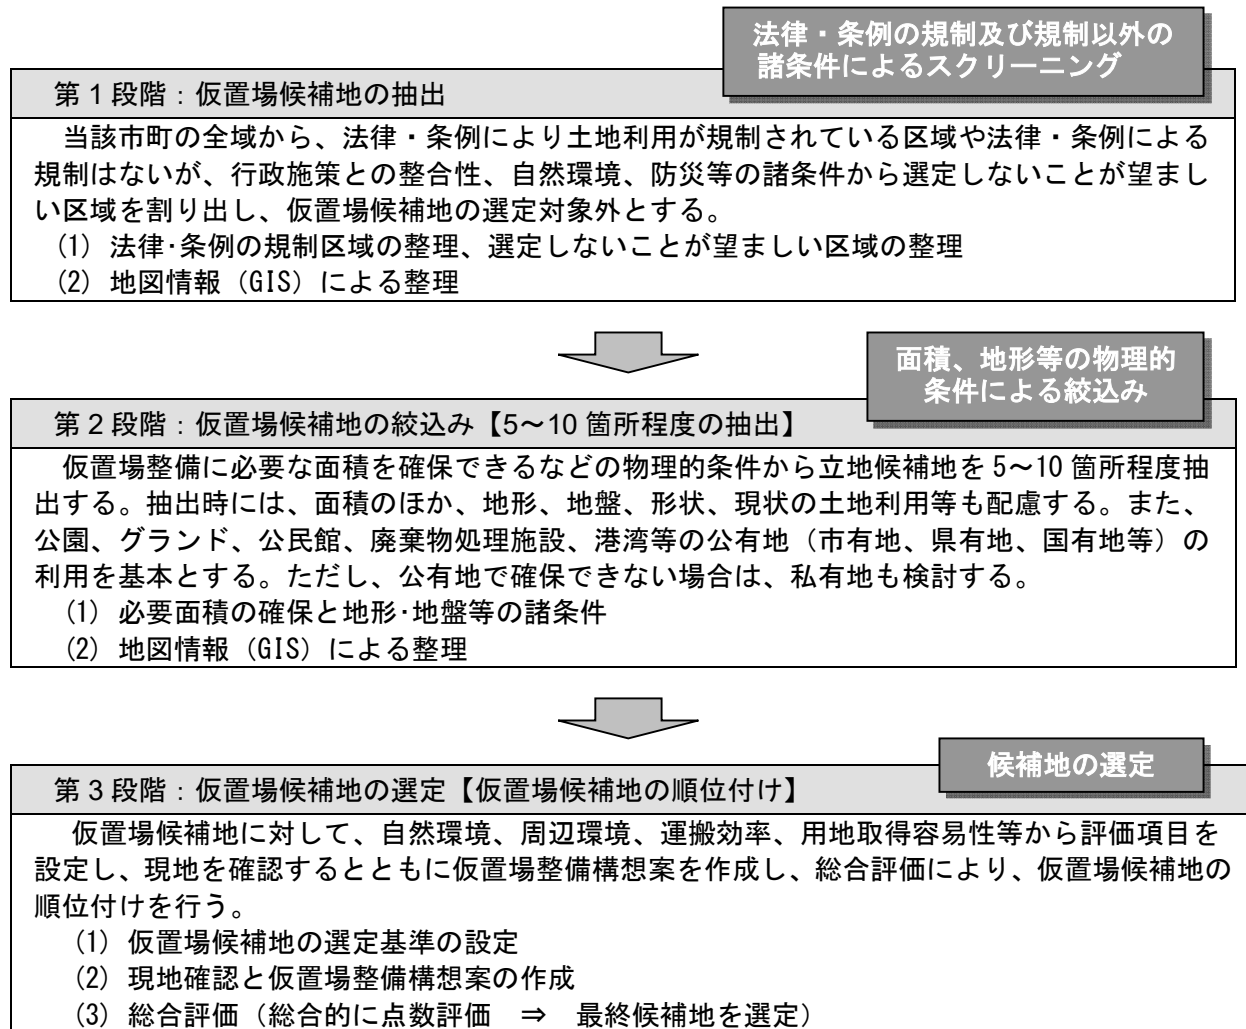 法律・条例の規制及び規制以外の
諸条件によるスクリーニング
第1段階：仮置場候補地の抽出
当該市町の全域から、法律・条例により土地利用が規制されている区域や法律・条例による
規制はないが、行政施策との整合性、自然環境、防災等の諸条件から選定しないことが望まし
い区域を割り出し、仮置場候補地の選定対象外とする。
(1) 法律･条例の規制区域の整理、選定しないことが望ましい区域の整理
(2) 地図情報（GIS）による整理
面積、地形等の物理的
条件による絞込み
第2段階：仮置場候補地の絞込み【5～10箇所程度の抽出】
仮置場整備に必要な面積を確保できるなどの物理的条件から立地候補地を5～10箇所程度抽
出する。抽出時には、面積のほか、地形、地盤、形状、現状の土地利用等も配慮する。また、
公園、グランド、公民館、廃棄物処理施設、港湾等の公有地（市有地、県有地、国有地等）の
利用を基本とする。ただし、公有地で確保できない場合は、私有地も検討する。
(1) 必要面積の確保と地形･地盤等の諸条件
(2) 地図情報（GIS）による整理
候補地の選定
第3段階：仮置場候補地の選定【仮置場候補地の順位付け】
仮置場候補地に対して、自然環境、周辺環境、運搬効率、用地取得容易性等から評価項目を
設定し、現地を確認するとともに仮置場整備構想案を作成し、総合評価により、仮置場候補地の
順位付けを行う。
(1) 仮置場候補地の選定基準の設定
(2) 現地確認と仮置場整備構想案の作成
(3) 総合評価（総合的に点数評価　⇒　最終候補地を選定）